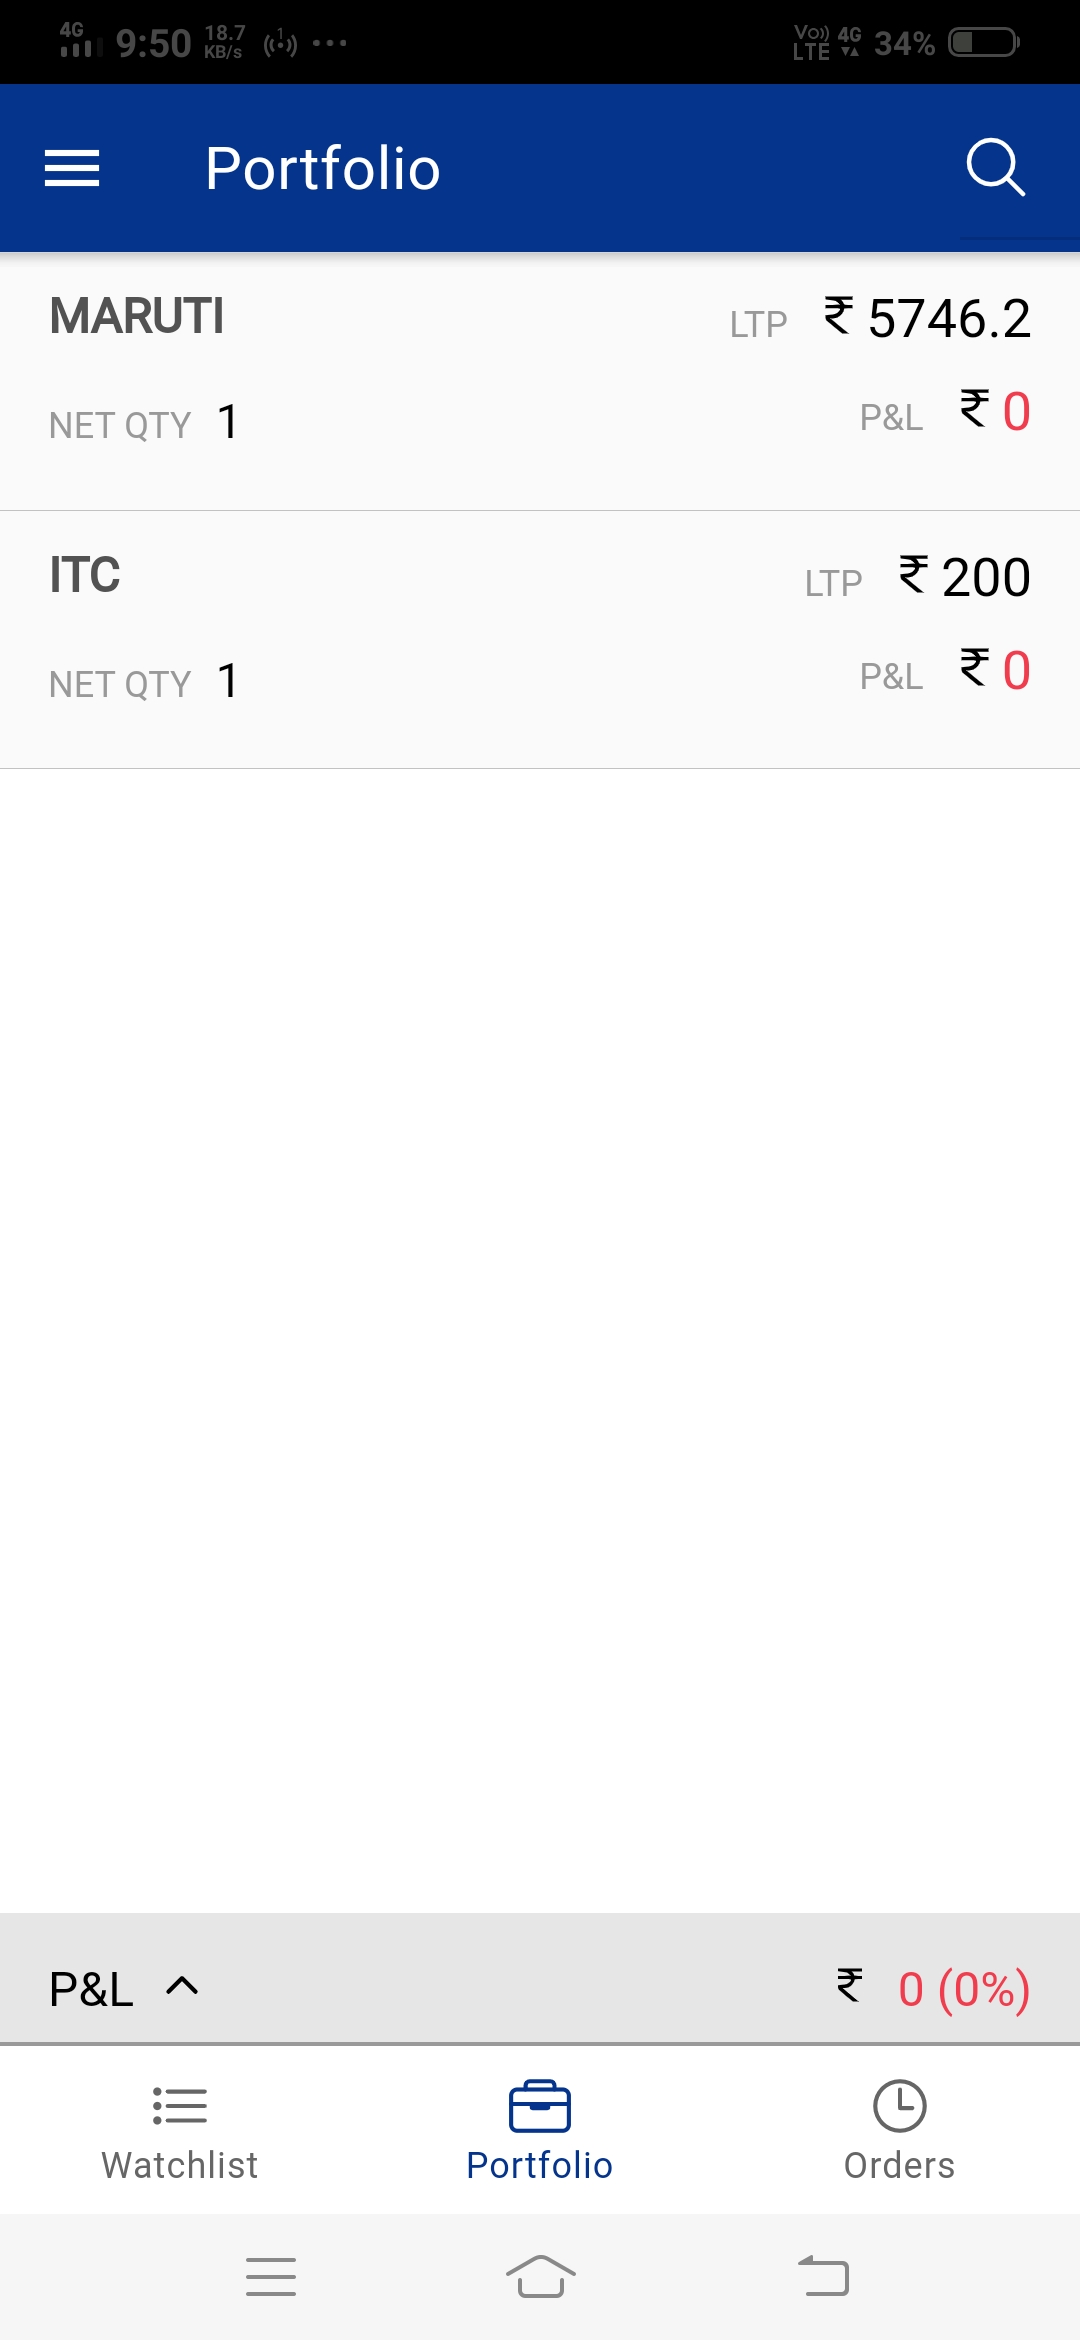 4G 9:50 18.7 KB/s 1 ... Vo)) LTE 4G 34%
Portfolio
MARUTI LTP ₹ 5746.2
NET QTY 1 P&L ₹ 0
ITC LTP ₹ 200
NET QTY 1 P&L ₹ 0
P&L ₹ 0 (0%)
Watchlist Portfolio Orders